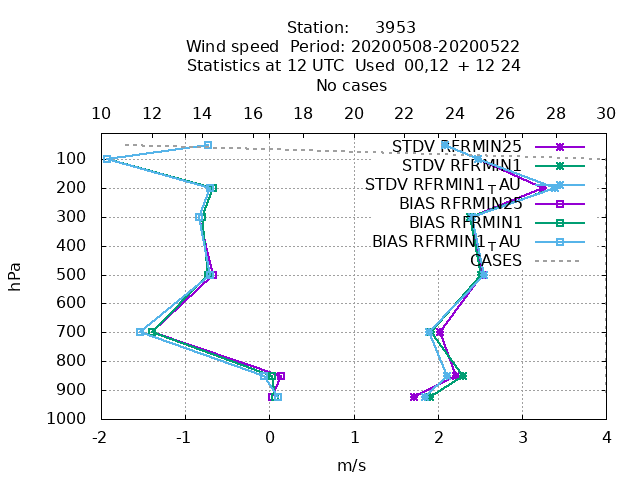 Station: 3953
Wind speed Period: 20200508-20200522
Statistics at 12 UTC Used 00,12 + 12 24
No cases
10 12 14 16 18 20 22 24 26 28 30
STDV RFRMIN25
STDV RFRMIN1
STDV RFRMIN1_TAU
BIAS RFRMIN25
BIAS RFRMIN1
BIAS RFRMIN1_TAU
CASES
hPa
100
200
300
400
500
600
700
800
900
1000
-2 -1 0 1 2 3 4
m/s